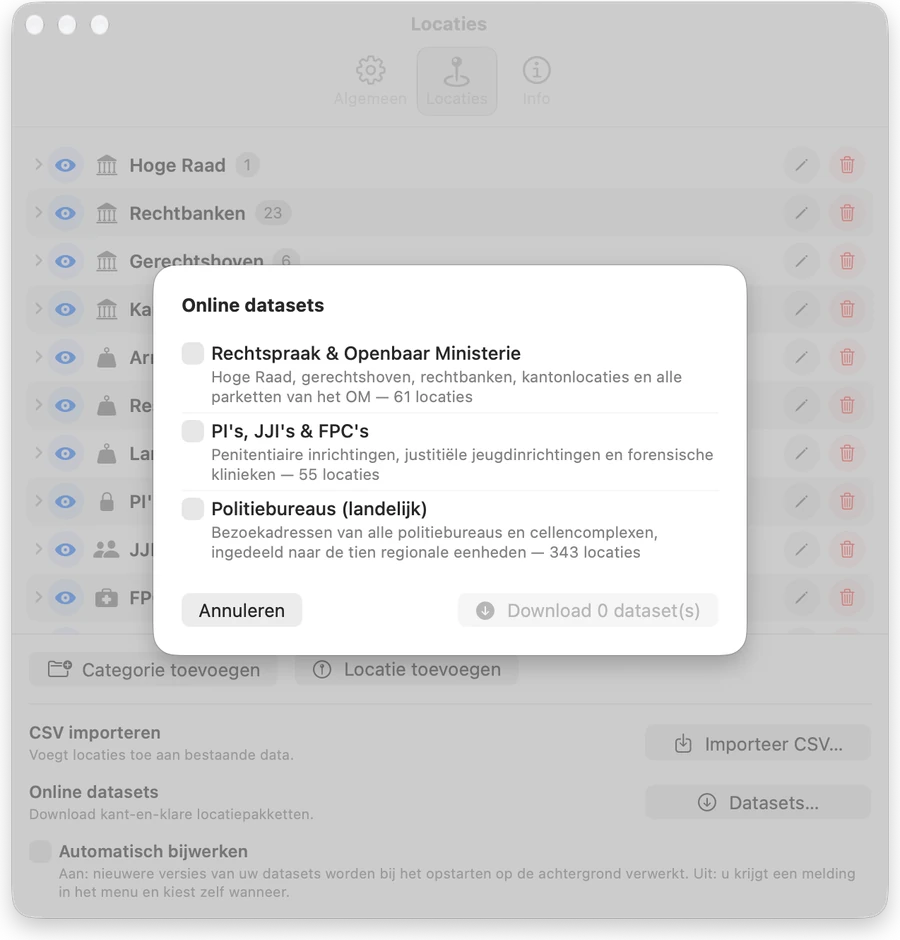 Locaties
Algemeen
Locaties
Info
Hoge Raad 1
Rechtbanken 23
Gerechtshoven 6
Online datasets
Rechtspraak & Openbaar Ministerie
Hoge Raad, gerechtshoven, rechtbanken, kantonlocaties en alle
parketten van het OM — 61 locaties
PI's, JJI's & FPC's
Penitentiaire inrichtingen, justitiële jeugdinrichtingen en forensische
klinieken — 55 locaties
Politiebureaus (landelijk)
Bezoekadressen van alle politiebureaus en cellencomplexen,
ingedeeld naar de tien regionale eenheden — 343 locaties
Annuleren
Download 0 dataset(s)
Categorie toevoegen
Locatie toevoegen
CSV importeren
Voegt locaties toe aan bestaande data.
Importeer CSV...
Online datasets
Download kant-en-klare locatiepakketten.
Datasets...
Automatisch bijwerken
Aan: nieuwere versies van uw datasets worden bij het opstarten op de achtergrond verwerkt. Uit: u krijgt een melding
in het menu en kiest zelf wanneer.